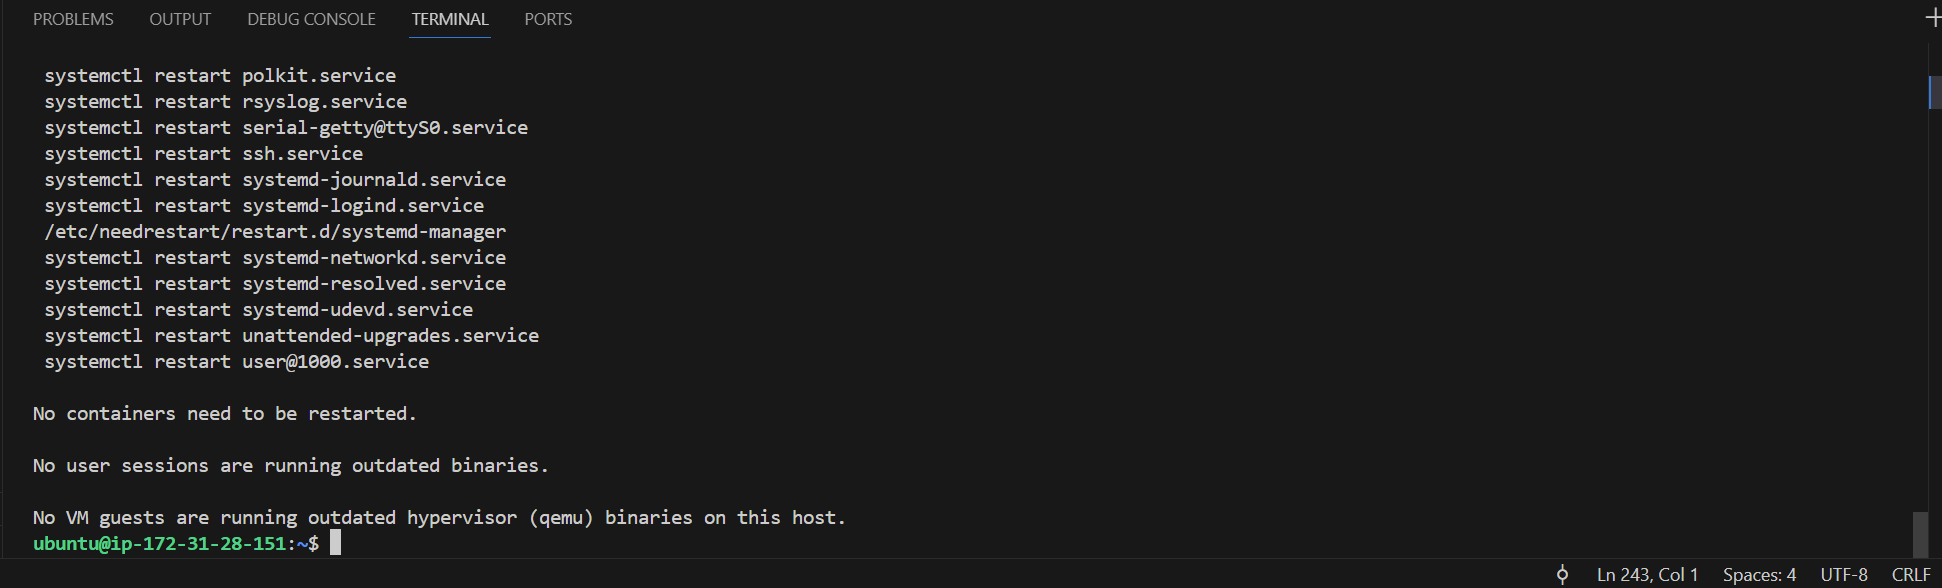 PROBLEMS OUTPUT DEBUG CONSOLE TERMINAL PORTS
systemctl restart polkit.service
systemctl restart rsyslog.service
systemctl restart serial-getty@ttyS0.service
systemctl restart ssh.service
systemctl restart systemd-journald.service
systemctl restart systemd-logind.service
/etc/needrestart/restart.d/systemd-manager
systemctl restart systemd-networkd.service
systemctl restart systemd-resolved.service
systemctl restart systemd-udevd.service
systemctl restart unattended-upgrades.service
systemctl restart user@1000.service
No containers need to be restarted.
No user sessions are running outdated binaries.
No VM guests are running outdated hypervisor (qemu) binaries on this host.
ubuntu@ip-172-31-28-151:~$
Ln 243, Col 1 Spaces: 4 UTF-8 CRLF